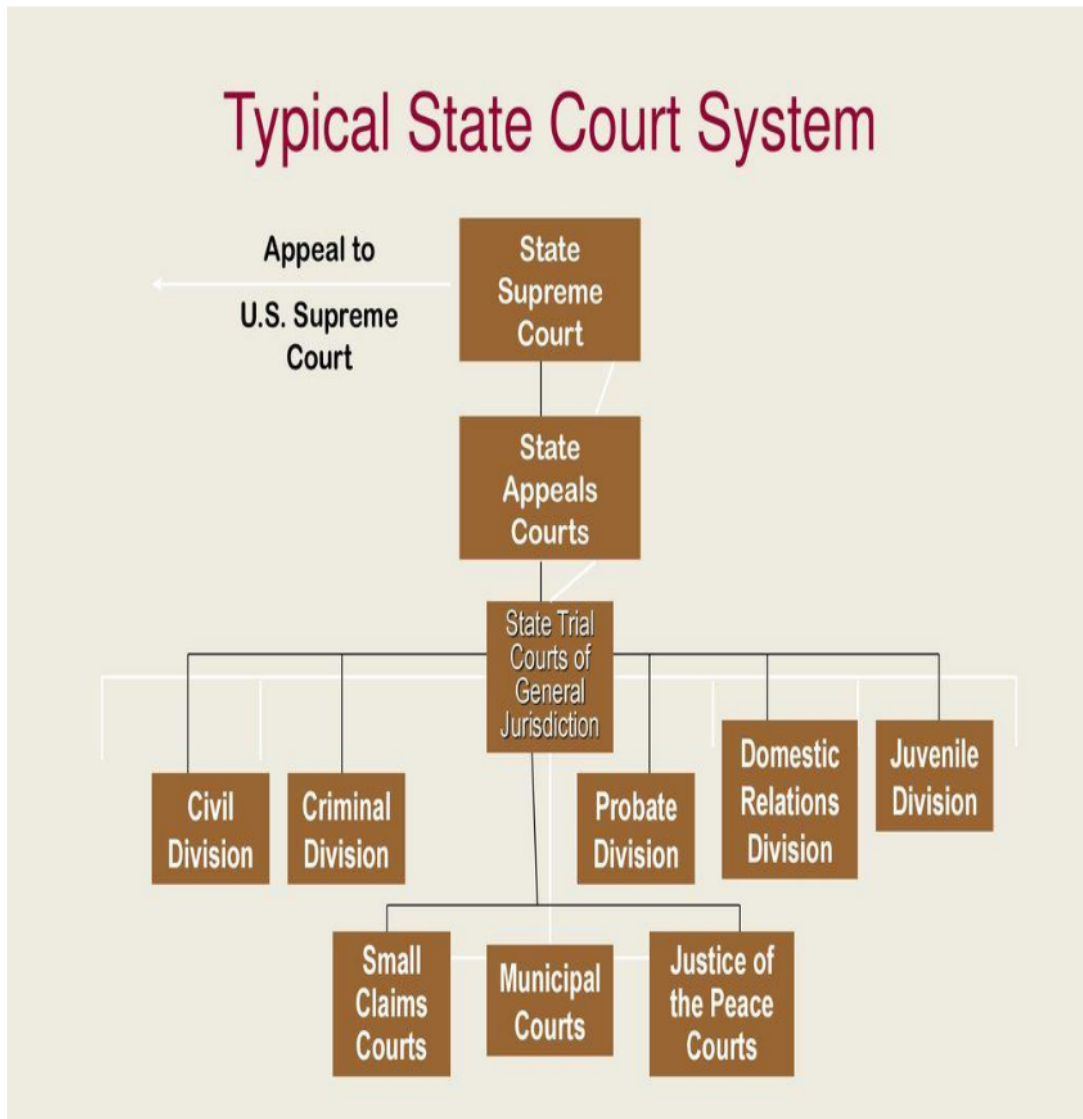 Typical State Court System
Appeal to
U.S. Supreme
Court
State
Supreme
Court
State
Appeals
Courts
State Trial
Courts of
General
Jurisdiction
Civil
Division
Criminal
Division
Probate
Division
Domestic
Relations
Division
Juvenile
Division
Small
Claims
Courts
Municipal
Courts
Justice of
the Peace
Courts